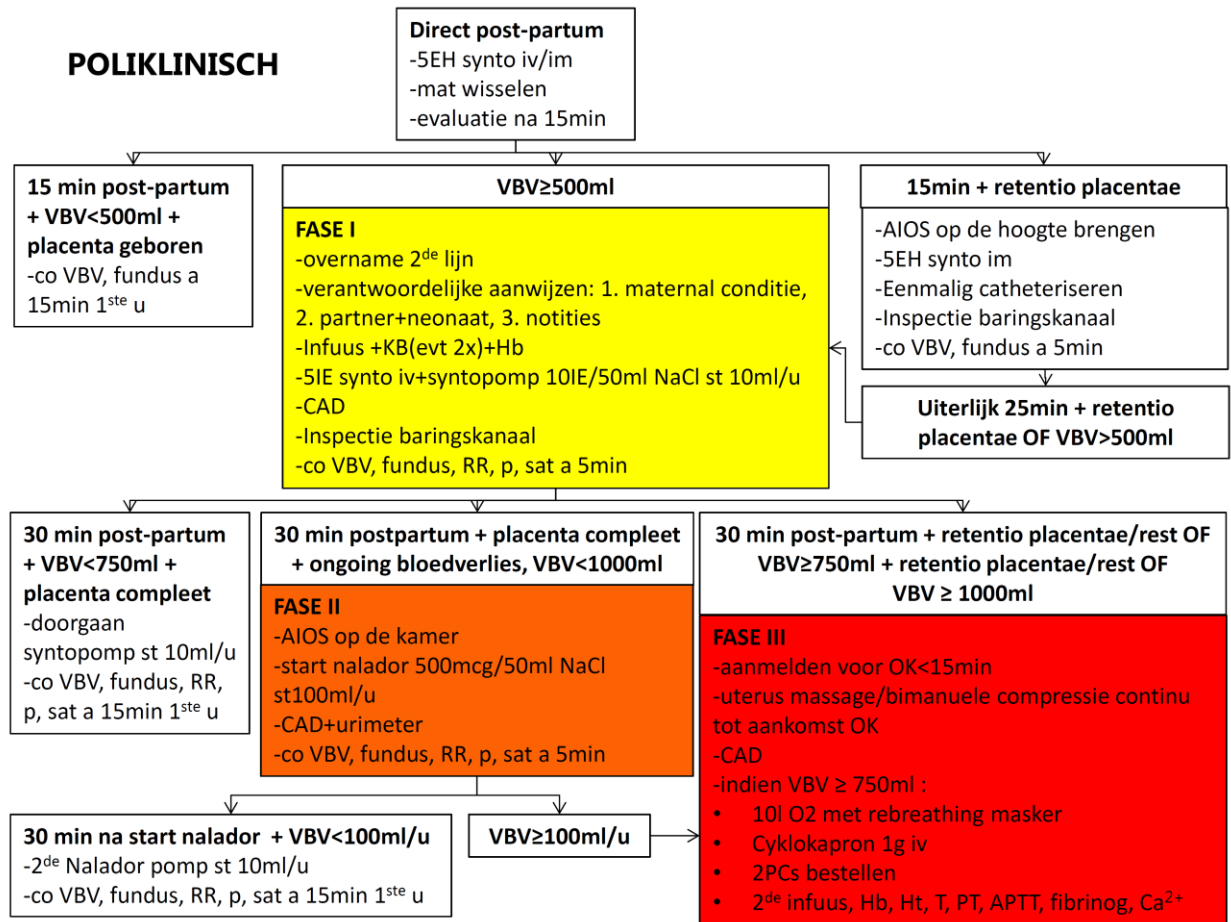 POLIKLINISCH
Direct post-partum
-5EH synto iv/im
-mat wisselen
-evaluatie na 15min
15 min post-partum
+ VBV<500ml +
placenta geboren
-co VBV, fundus a
15min 1ste u
VBV≥500ml
FASE I
-overname 2de lijn
-verantwoordelijke aanwijzen: 1. maternal conditie,
2. partner+neonaat, 3. notities
-Infuus +KB(evt 2x)+Hb
-5IE synto iv+syntopomp 10IE/50ml NaCl st 10ml/u
-CAD
-Inspectie baringskanaal
-co VBV, fundus, RR, p, sat a 5min
15min + retentio placentae
-AIOS op de hoogte brengen
-5EH synto im
-Eenmalig catheteriseren
-Inspectie baringskanaal
-co VBV, fundus a 5min
Uiterlijk 25min + retentio
placentae OF VBV>500ml
30 min post-partum
+ VBV<750ml +
placenta compleet
-doorgaan
syntopomp st 10ml/u
-co VBV, fundus, RR,
p, sat a 15min 1ste u
30 min postpartum + placenta compleet
+ ongoing bloedverlies, VBV<1000ml
FASE II
-AIOS op de kamer
-start nalador 500mcg/50ml NaCl
st100ml/u
-CAD+urimeter
-co VBV, fundus, RR, p, sat a 5min
30 min post-partum + retentio placentae/rest OF
VBV≥750ml + retentio placentae/rest OF
VBV ≥ 1000ml
FASE III
-aanmelden voor OK<15min
-uterus massage/bimanuele compressie continu
tot aankomst OK
-CAD
-indien VBV ≥ 750ml :
• 10l O2 met rebreathing masker
• Cyklokapron 1g iv
• 2PCs bestellen
• 2de infuus, Hb, Ht, T, PT, APTT, fibrinog, Ca2+
30 min na start nalador + VBV<100ml/u
-2de Nalador pomp st 10ml/u
-co VBV, fundus, RR, p, sat a 15min 1ste u
VBV≥100ml/u